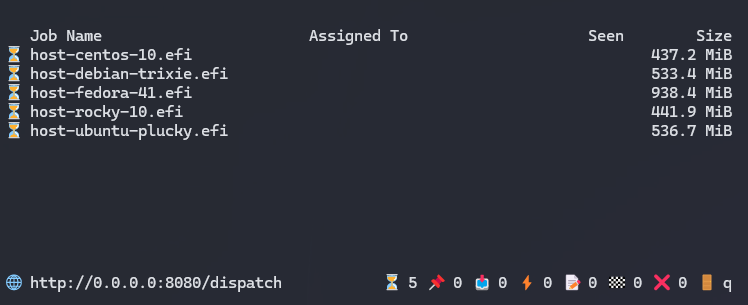 Job Name Assigned To Seen Size
⏳ host-centos-10.efi 437.2 MiB
⏳ host-debian-trixie.efi 533.4 MiB
⏳ host-fedora-41.efi 938.4 MiB
⏳ host-rocky-10.efi 441.9 MiB
⏳ host-ubuntu-plucky.efi 536.7 MiB
🌐 http://0.0.0.0:8080/dispatch ⏳ 5 📌 0 📥 0 ⚡ 0 📝 0 🏁 0 ❌ 0 🚪 q